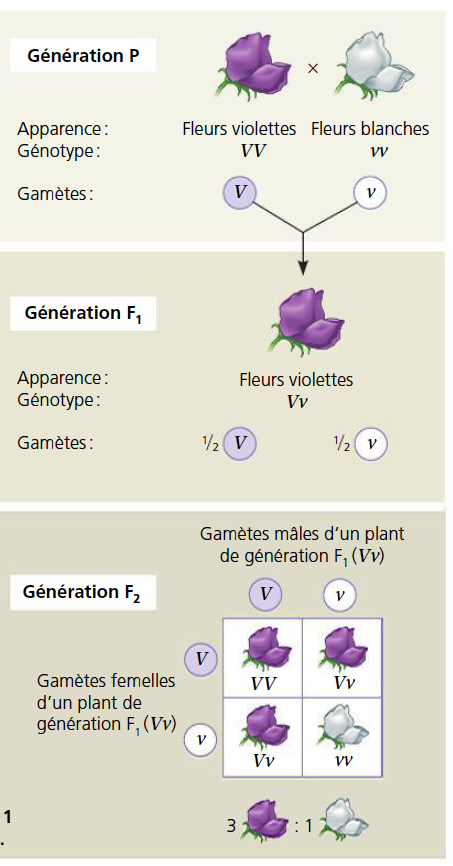 Génération P
×
Apparence : Fleurs violettes Fleurs blanches
Génotype : VV vv
Gamètes : V v
Génération F₁
Apparence : Fleurs violettes
Génotype : Vv
Gamètes : 1/2 V 1/2 v
Gamètes mâles d'un plant
de génération F₁ (Vv)
Génération F₂
V v
Gamètes femelles
d'un plant de
génération F₁ (Vv)
V
VV Vv
v
Vv vv
1
.
3 : 1